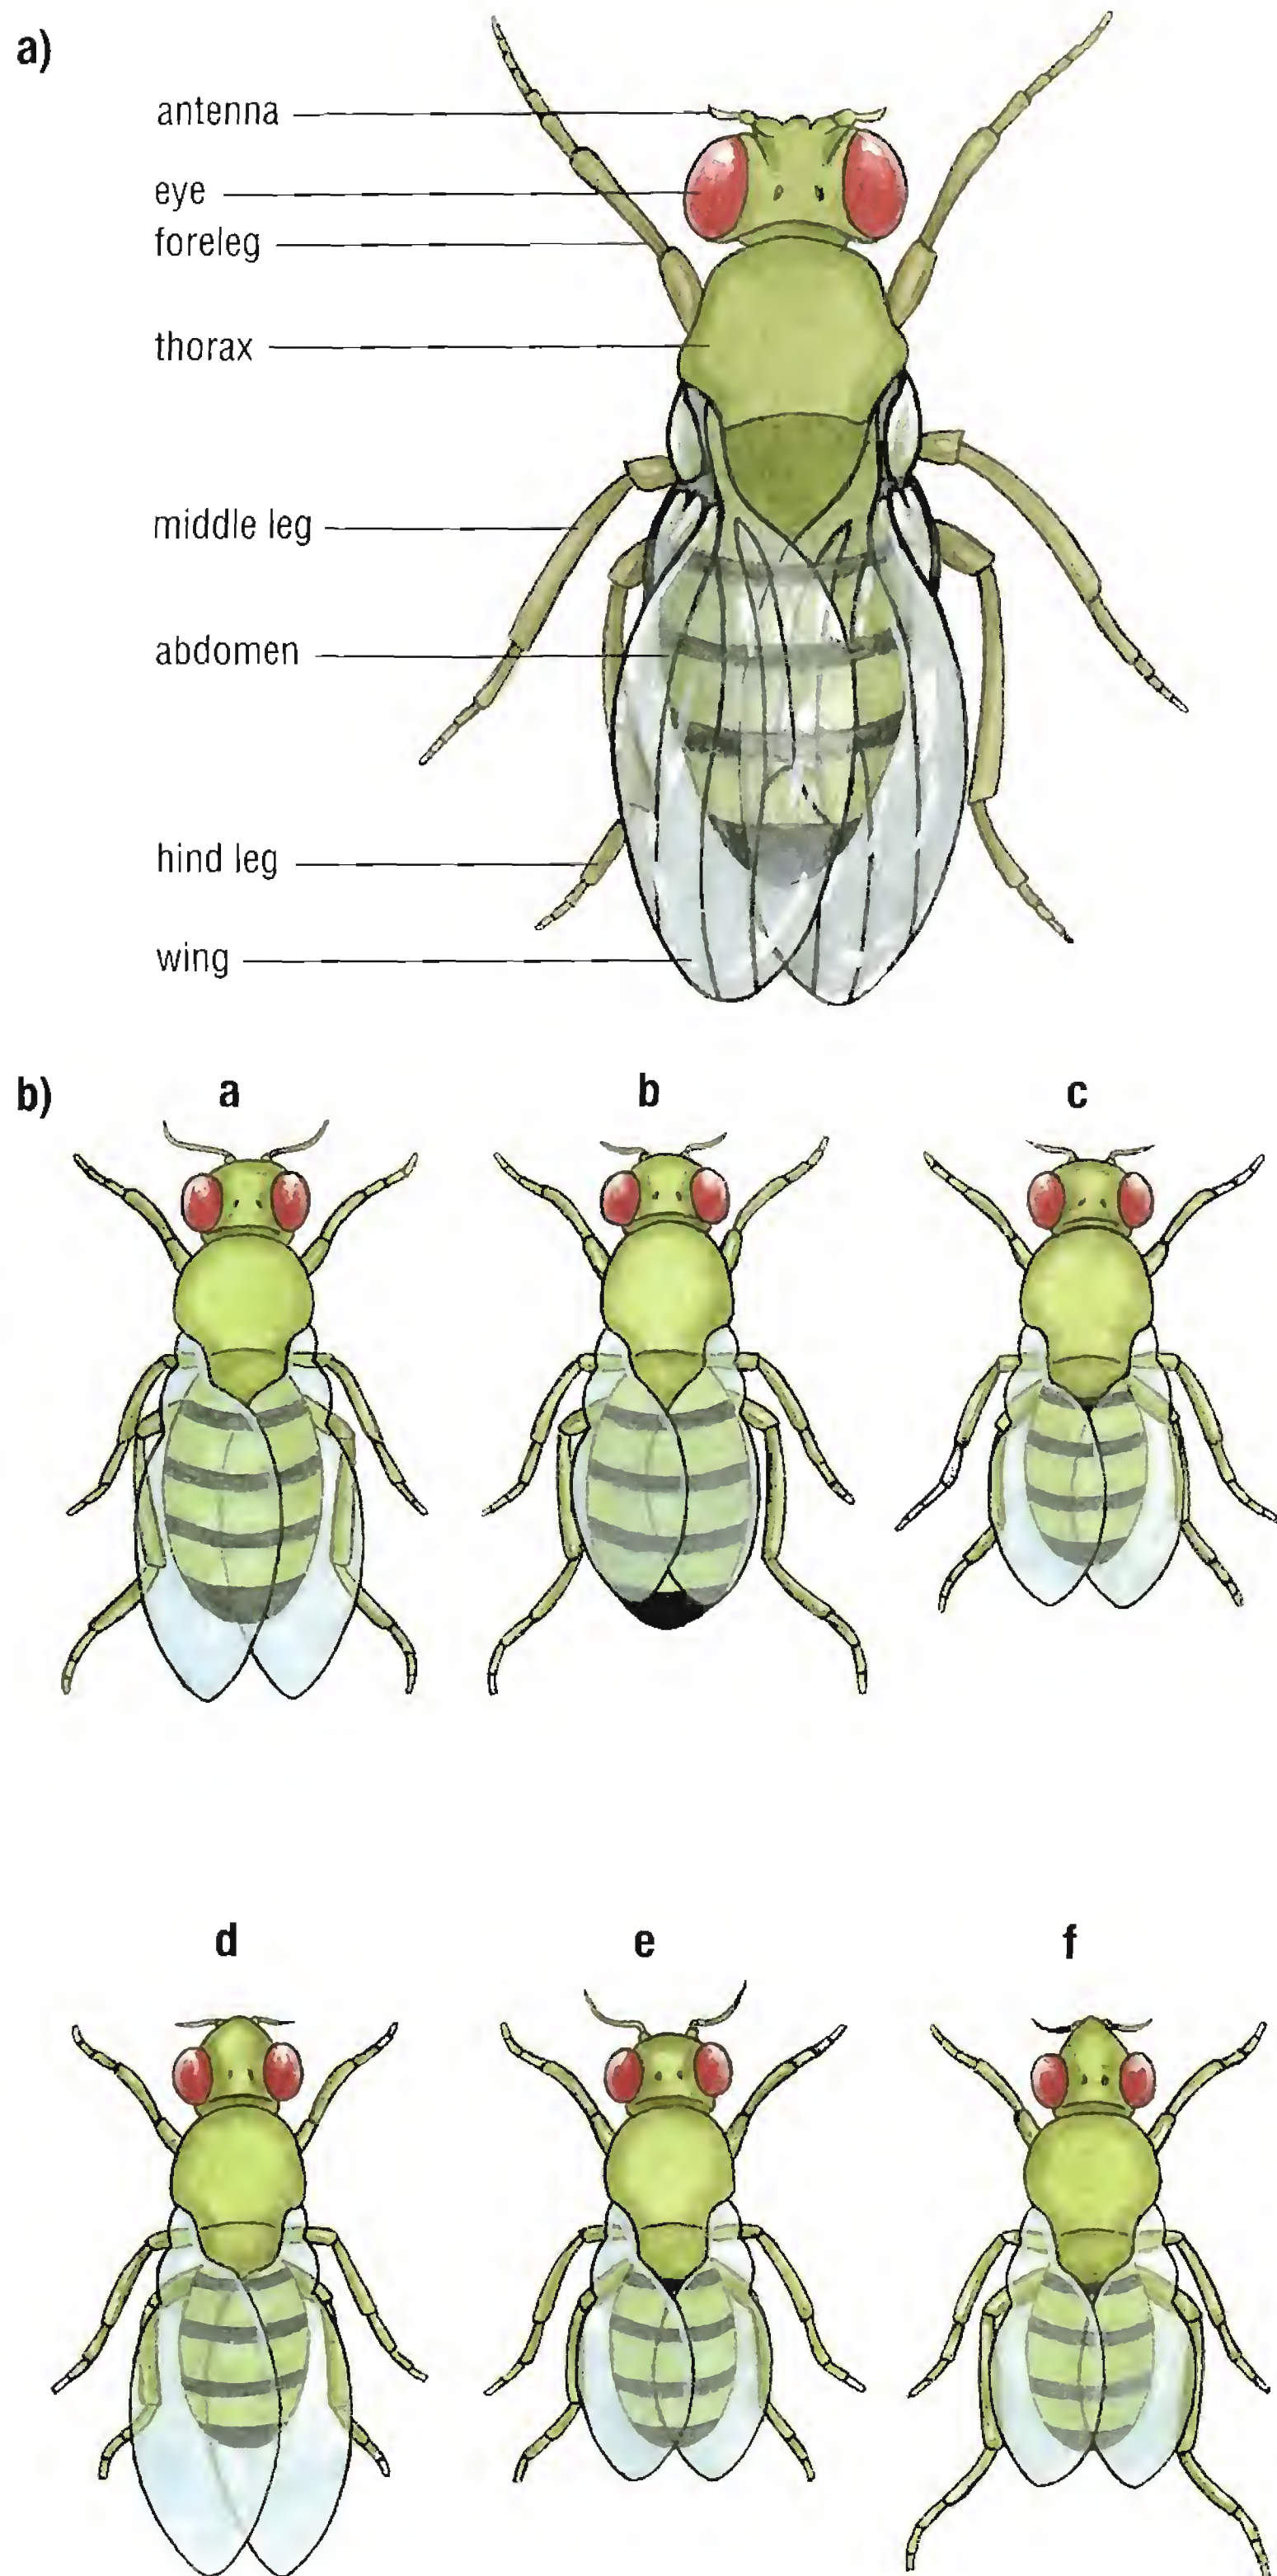 a)
antenna
eye
foreleg
thorax
middle leg
abdomen
hind leg
wing
b)
a
b
c
d
e
f